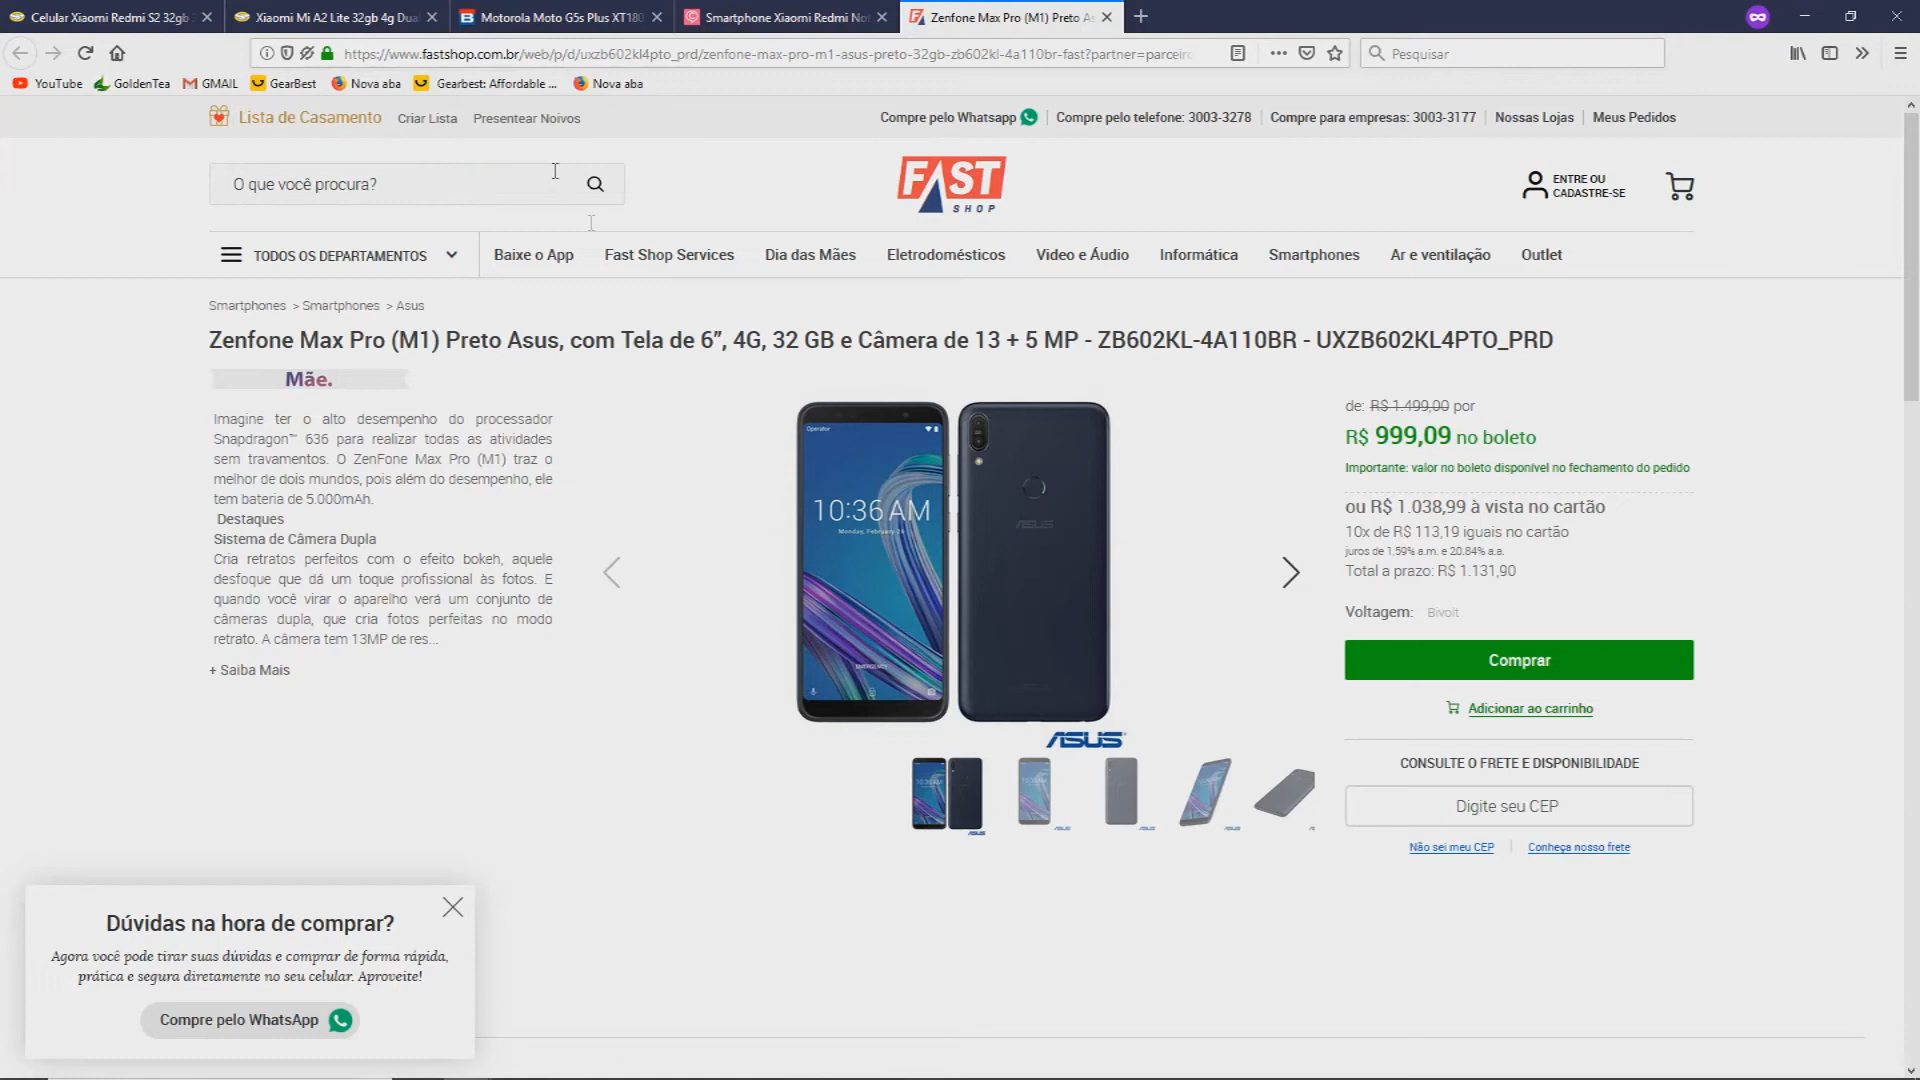 Celular Xiaomi Redmi S2 32gb
Xiaomi Mi A2 Lite 32gb 4g Dua
Motorola Moto G5s Plus XT180
Smartphone Xiaomi Redmi No
Zenfone Max Pro (M1) Preto A
https://www.fastshop.com.br/web/p/d/uxzb602kl4pto_prd/zenfone-max-pro-m1-asus-preto-32gb-zb602kl-4a110br-fast?partner=parceiro
Pesquisar
YouTube
GoldenTea
GMAIL
GearBest
Nova aba
Gearbest: Affordable ...
Nova aba
Lista de Casamento
Criar Lista
Presentear Noivos
Compre pelo Whatsapp
Compre pelo telefone: 3003-3278
Compre para empresas: 3003-3177
Nossas Lojas
Meus Pedidos
O que você procura?
FAST
SHOP
ENTRE OU
CADASTRE-SE
TODOS OS DEPARTAMENTOS
Baixe o App
Fast Shop Services
Dia das Mães
Eletrodomésticos
Video e Áudio
Informática
Smartphones
Ar e ventilação
Outlet
Smartphones > Smartphones > Asus
Zenfone Max Pro (M1) Preto Asus, com Tela de 6”, 4G, 32 GB e Câmera de 13 + 5 MP - ZB602KL-4A110BR - UXZB602KL4PTO_PRD
Mãe.
Imagine ter o alto desempenho do processador
Snapdragon™ 636 para realizar todas as atividades
sem travamentos. O ZenFone Max Pro (M1) traz o
melhor de dois mundos, pois além do desempenho, ele
tem bateria de 5.000mAh.
Destaques
Sistema de Câmera Dupla
Cria retratos perfeitos com o efeito bokeh, aquele
desfoque que dá um toque profissional às fotos. E
quando você virar o aparelho verá um conjunto de
câmeras dupla, que cria fotos perfeitas no modo
retrato. A câmera tem 13MP de res...
+ Saiba Mais
Operator
10:36 AM
EMERGENCY
ASUS
ASUS
de: R$ 1.499,00 por
R$ 999,09 no boleto
Importante: valor no boleto disponível no fechamento do pedido
ou R$ 1.038,99 à vista no cartão
10x de R$ 113,19 iguais no cartão
juros de 1.59% a.m. e 20.84% a.a.
Total a prazo: R$ 1.131,90
Voltagem: Bivolt
Comprar
Adicionar ao carrinho
CONSULTE O FRETE E DISPONIBILIDADE
Digite seu CEP
Não sei meu CEP
Conheça nosso frete
Dúvidas na hora de comprar?
Agora você pode tirar suas dúvidas e comprar de forma rápida,
prática e segura diretamente no seu celular. Aproveite!
Compre pelo WhatsApp